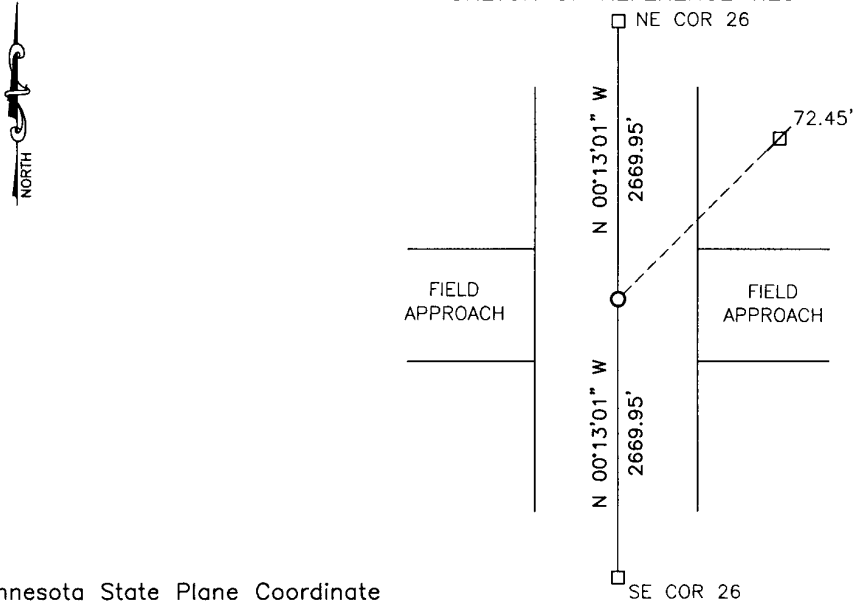 NE COR 26
72.45'
N 00°13'01" W
2669.95'
NORTH
FIELD
APPROACH
FIELD
APPROACH
N 00°13'01" W
2669.95'
State Plane Coordinate
SE COR 26